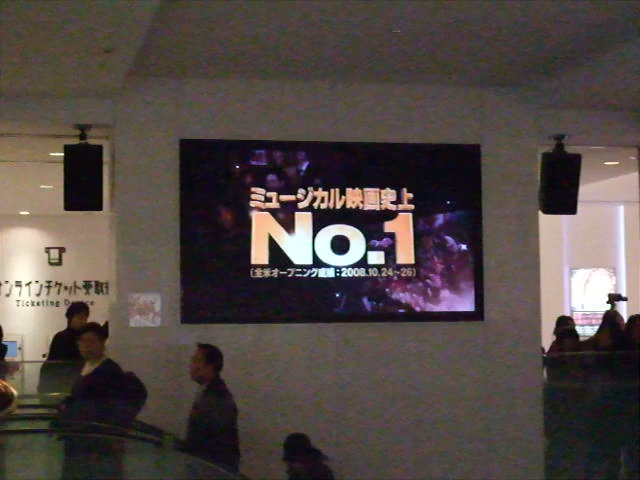 ミュージカル映画史上
No.1
(全米オープニング成績:2008.10.24~26)
オンラインチケット受取
Ticketing Device